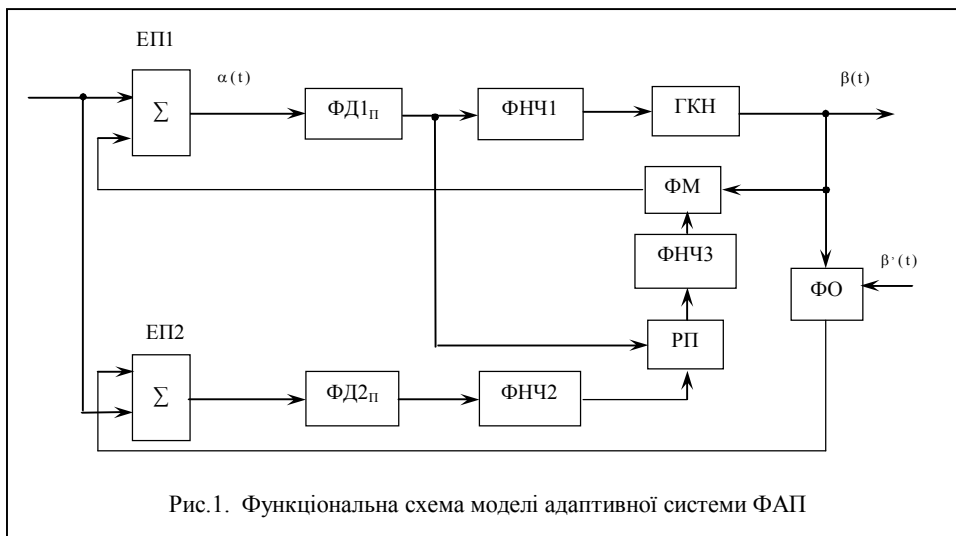 ЕП1
α(t)
β(t)
Σ
ФД1П
ФНЧ1
ГКН
ФМ
ФНЧ3
β’(t)
ФО
ЕП2
РП
Σ
ФД2П
ФНЧ2
Рис.1. Функціональна схема моделі адаптивної системи ФАП